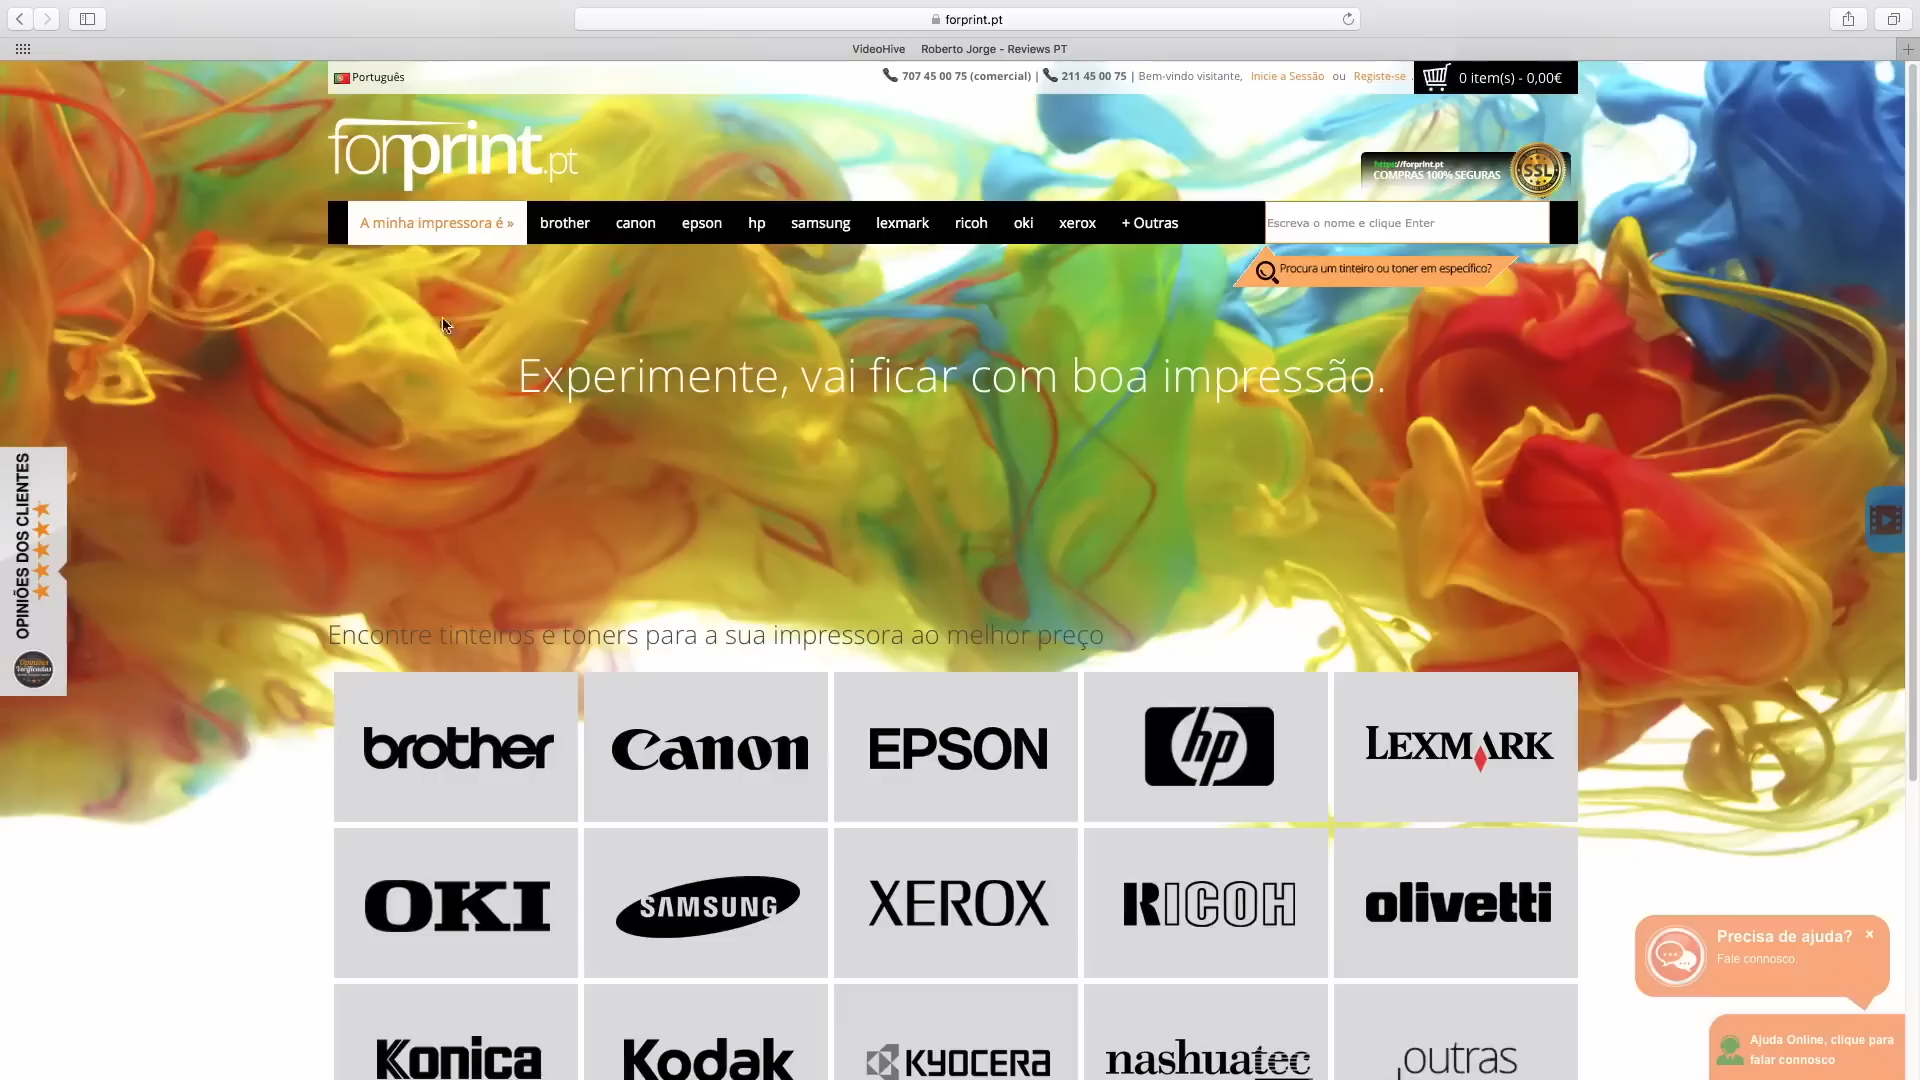 forprint.pt
VideoHive Roberto Jorge - Reviews PT
Português
707 45 00 75 (comercial) | 211 45 00 75 | Bem-vindo visitante, Inicie a Sessão ou Registe-se .
0 item(s) - 0,00€
forprint.pt
https://forprint.pt
COMPRAS 100% SEGURAS
SSL
A minha impressora é » brother canon epson hp samsung lexmark ricoh oki xerox + Outras
Escreva o nome e clique Enter
Procura um tinteiro ou toner em específico?
Experimente, vai ficar com boa impressão.
OPINIÕES DOS CLIENTES
Opiniões
Verificadas
Encontre tinteiros e toners para a sua impressora ao melhor preço
brother Canon EPSON hp LEXMARK
OKI SAMSUNG XEROX RICOH olivetti
Konica Kodak KYOCERA nashuatec outras
Precisa de ajuda? ×
Fale connosco.
Ajuda Online, clique para
falar connosco